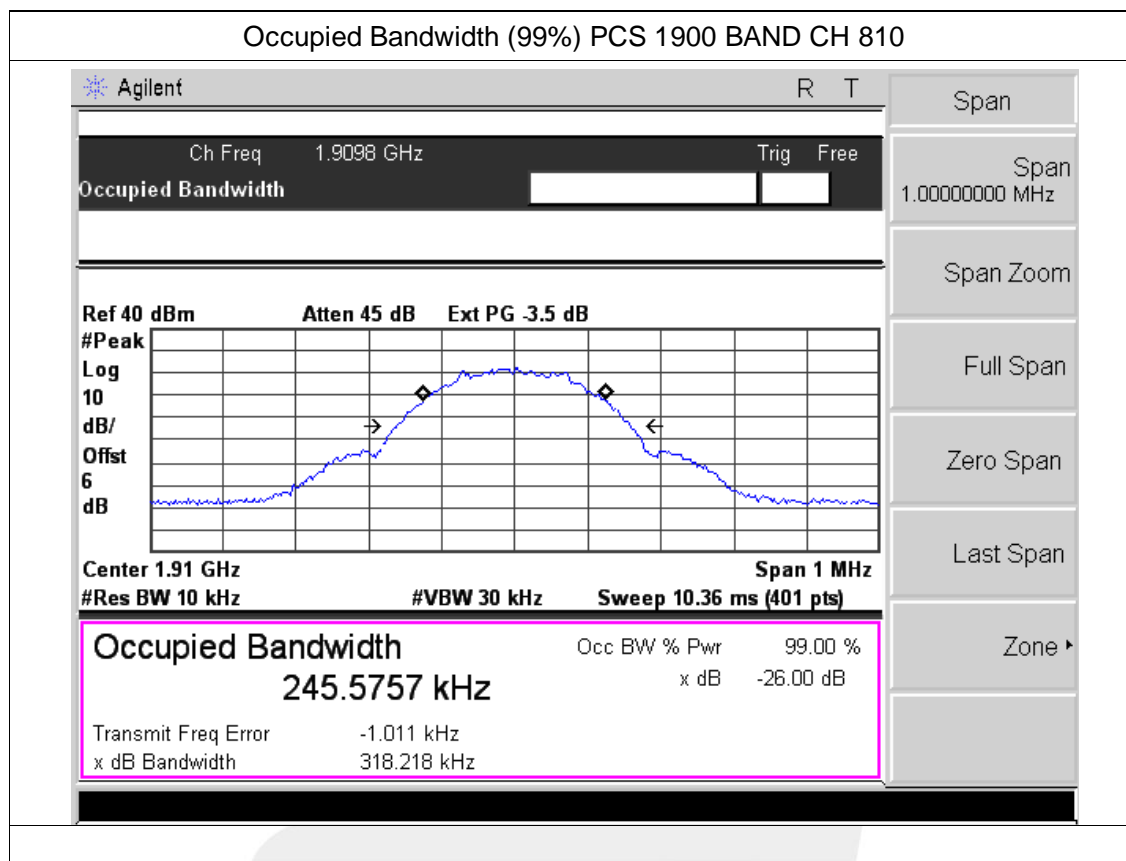 Occupied Bandwidth (99%) PCS 1900 BAND CH 810
Agilent R T
Span
Ch Freq 1.9098 GHz Trig Free
Occupied Bandwidth
Span
1.00000000 MHz
Span Zoom
Ref 40 dBm Atten 45 dB Ext PG -3.5 dB
#Peak
Log
10
dB/
Offst
6
dB
Full Span
Zero Span
Center 1.91 GHz Span 1 MHz
#Res BW 10 kHz #VBW 30 kHz Sweep 10.36 ms (401 pts)
Last Span
Occupied Bandwidth Occ BW % Pwr 99.00 %
245.5757 kHz x dB -26.00 dB
Transmit Freq Error -1.011 kHz
x dB Bandwidth 318.218 kHz
Zone